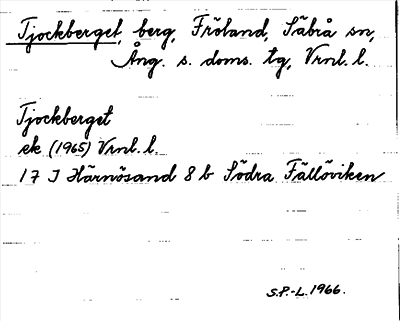 Tjockberget, berg, Fröland, Säbrå sn,
Ång. s. doms. tg, Vrnl. l.
Tjockberget
ek (1965) Vrnl. l.
17 J Härnösand 8 b Södra Fällöviken
S.P.-L. 1966.